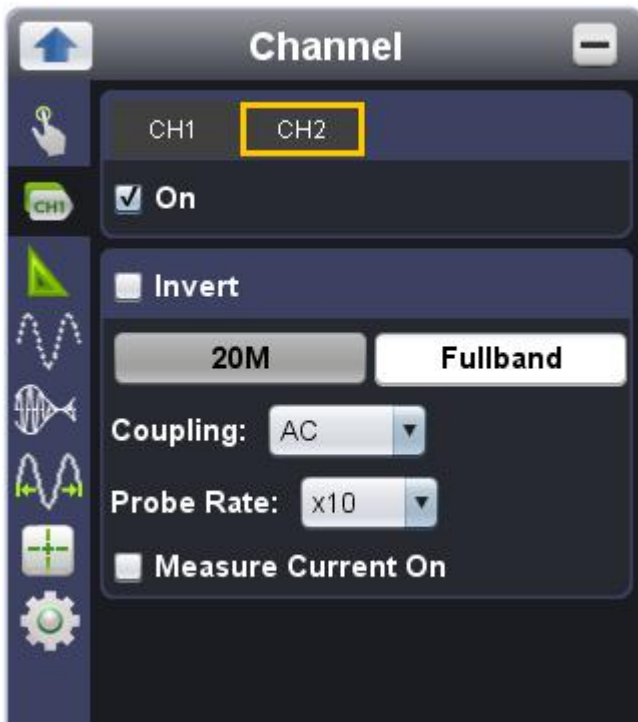 Channel
CH1 CH2
CH1
On
Invert
20M Fullband
Coupling: AC
Probe Rate: x10
Measure Current On